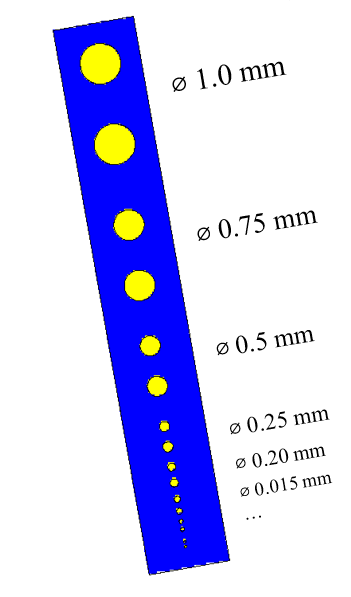 ⌀ 1.0 mm
⌀ 0.75 mm
⌀ 0.5 mm
⌀ 0.25 mm
⌀ 0.20 mm
⌀ 0.015 mm
...